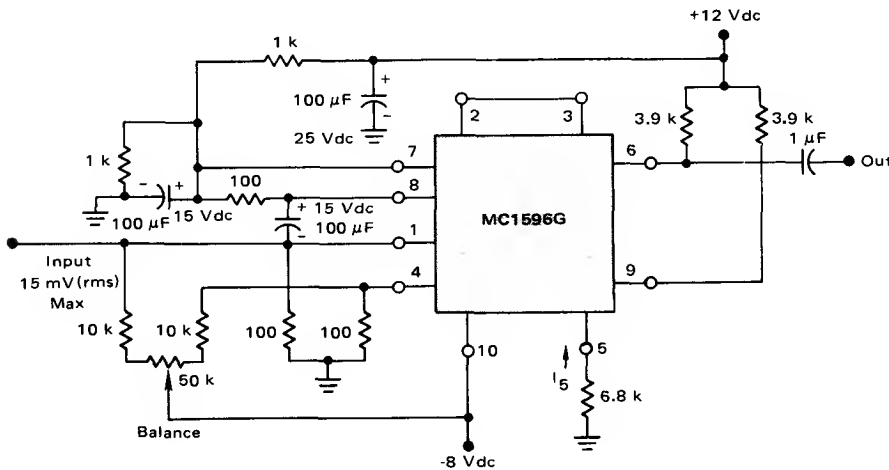 +12 Vdc
1 k
+
100 µF
-
25 Vdc
2
3
3.9 k
3.9 k
1 µF
7
6
Out
1 k
- +
15 Vdc
100 µF
100
8
+ 15 Vdc
- 100 µF
MC1596G
1
Input
15 mV(rms)
Max
4
9
10 k
10 k
100
100
50 k
10
5
I5
6.8 k
Balance
-8 Vdc